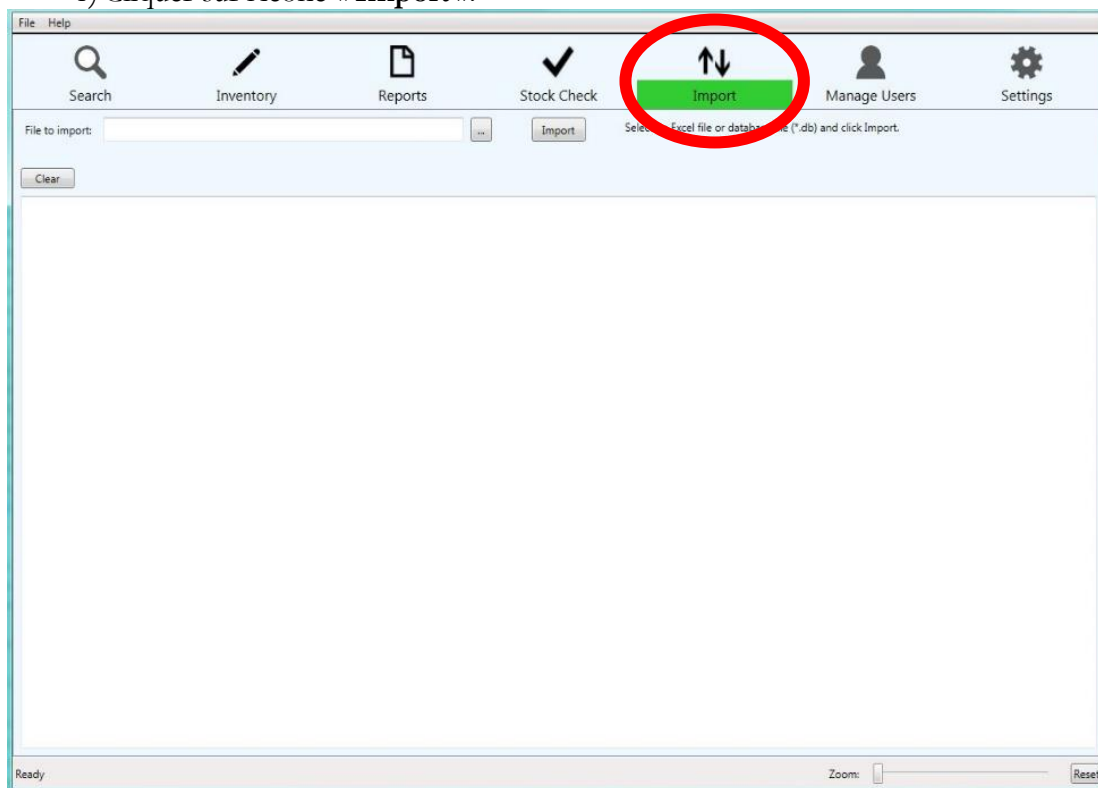 File Help
Search Inventory Reports Stock Check Import Manage Users Settings
File to import: ... Import Excel file or (*.db) and click Import.
Clear
Ready Zoom: Reset